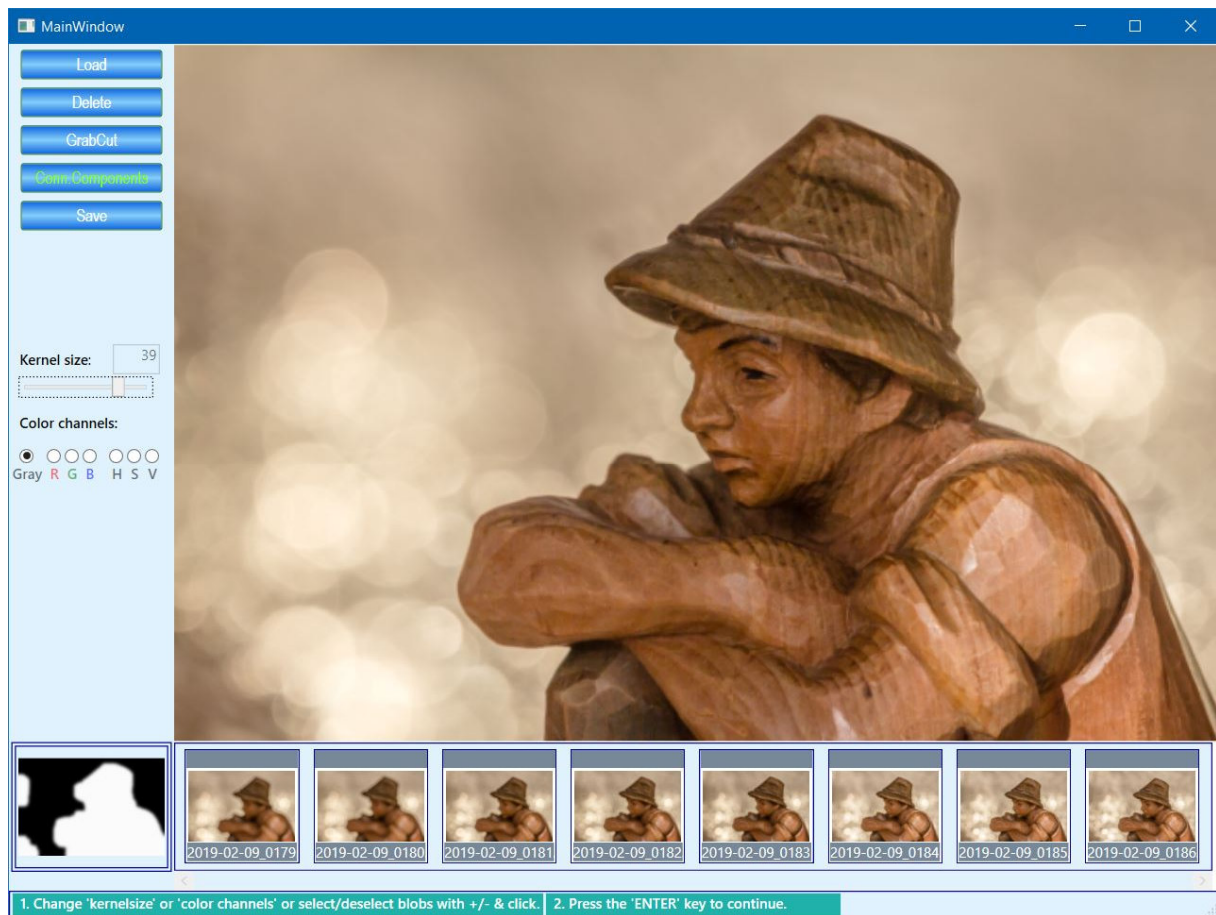 MainWindow
Load
Delete
GrabCut
Conn.Components
Save
Kernel size: 39
Color channels:
Gray R G B H S V
2019-02-09_0179 2019-02-09_0180 2019-02-09_0181 2019-02-09_0182 2019-02-09_0183 2019-02-09_0184 2019-02-09_0185 2019-02-09_0186
1. Change 'kernelsize' or 'color channels' or select/deselect blobs with +/- & click. 2. Press the 'ENTER' key to continue.